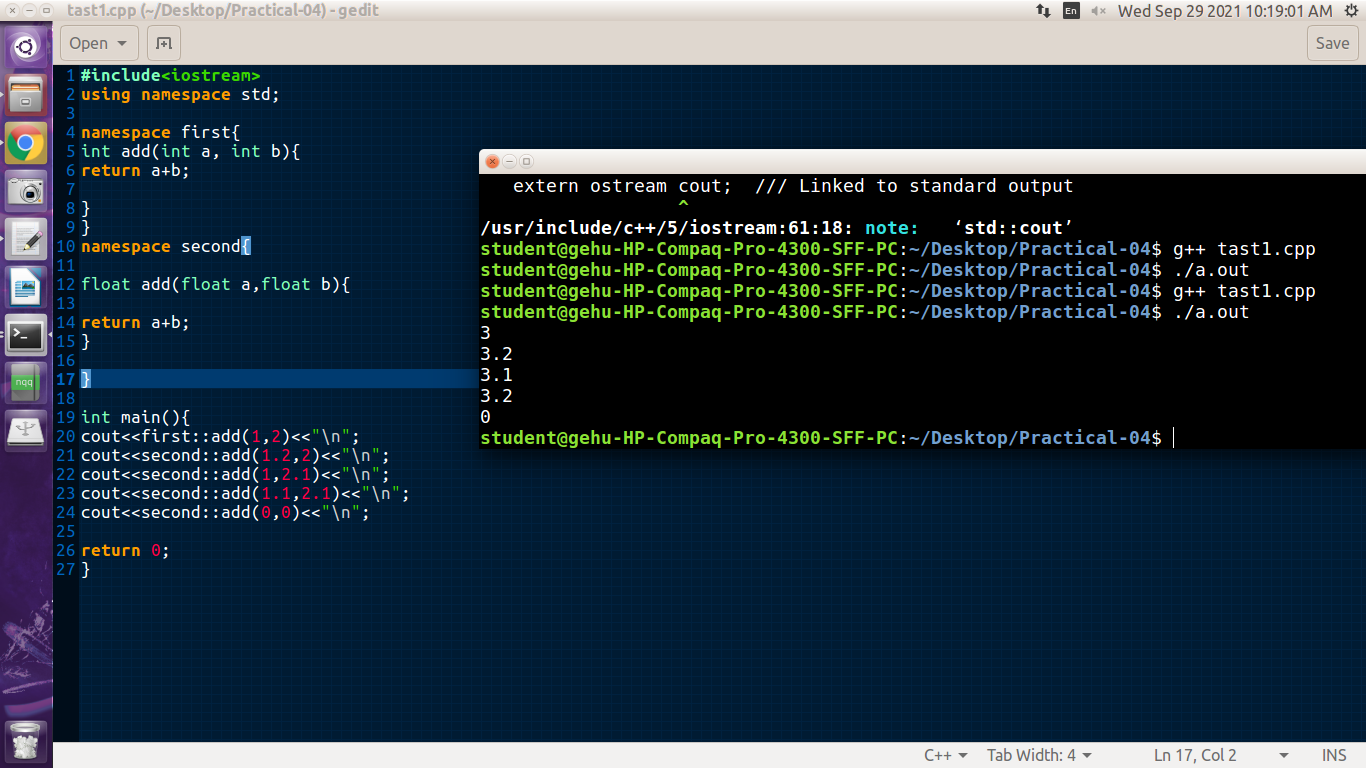 tast1.cpp (~/Desktop/Practical-04) - gedit
En
Wed Sep 29 2021 10:19:01 AM
Open
Save
1 #include<iostream>
2 using namespace std;
3
4 namespace first{
5 int add(int a, int b){
6 return a+b;
7
8 }
9 }
10 namespace second{
11
12 float add(float a,float b){
13
14 return a+b;
15 }
16
17 }
18
19 int main(){
20 cout<<first::add(1,2)<<"\n";
21 cout<<second::add(1.2,2)<<"\n";
22 cout<<second::add(1,2.1)<<"\n";
23 cout<<second::add(1.1,2.1)<<"\n";
24 cout<<second::add(0,0)<<"\n";
25
26 return 0;
27 }
extern ostream cout;  /// Linked to standard output
^
/usr/include/c++/5/iostream:61:18: note:   ‘std::cout’
student@gehu-HP-Compaq-Pro-4300-SFF-PC:~/Desktop/Practical-04$ g++ tast1.cpp
student@gehu-HP-Compaq-Pro-4300-SFF-PC:~/Desktop/Practical-04$ ./a.out
student@gehu-HP-Compaq-Pro-4300-SFF-PC:~/Desktop/Practical-04$ g++ tast1.cpp
student@gehu-HP-Compaq-Pro-4300-SFF-PC:~/Desktop/Practical-04$ ./a.out
3
3.2
3.1
3.2
0
student@gehu-HP-Compaq-Pro-4300-SFF-PC:~/Desktop/Practical-04$
nqq
C++
Tab Width: 4
Ln 17, Col 2
INS